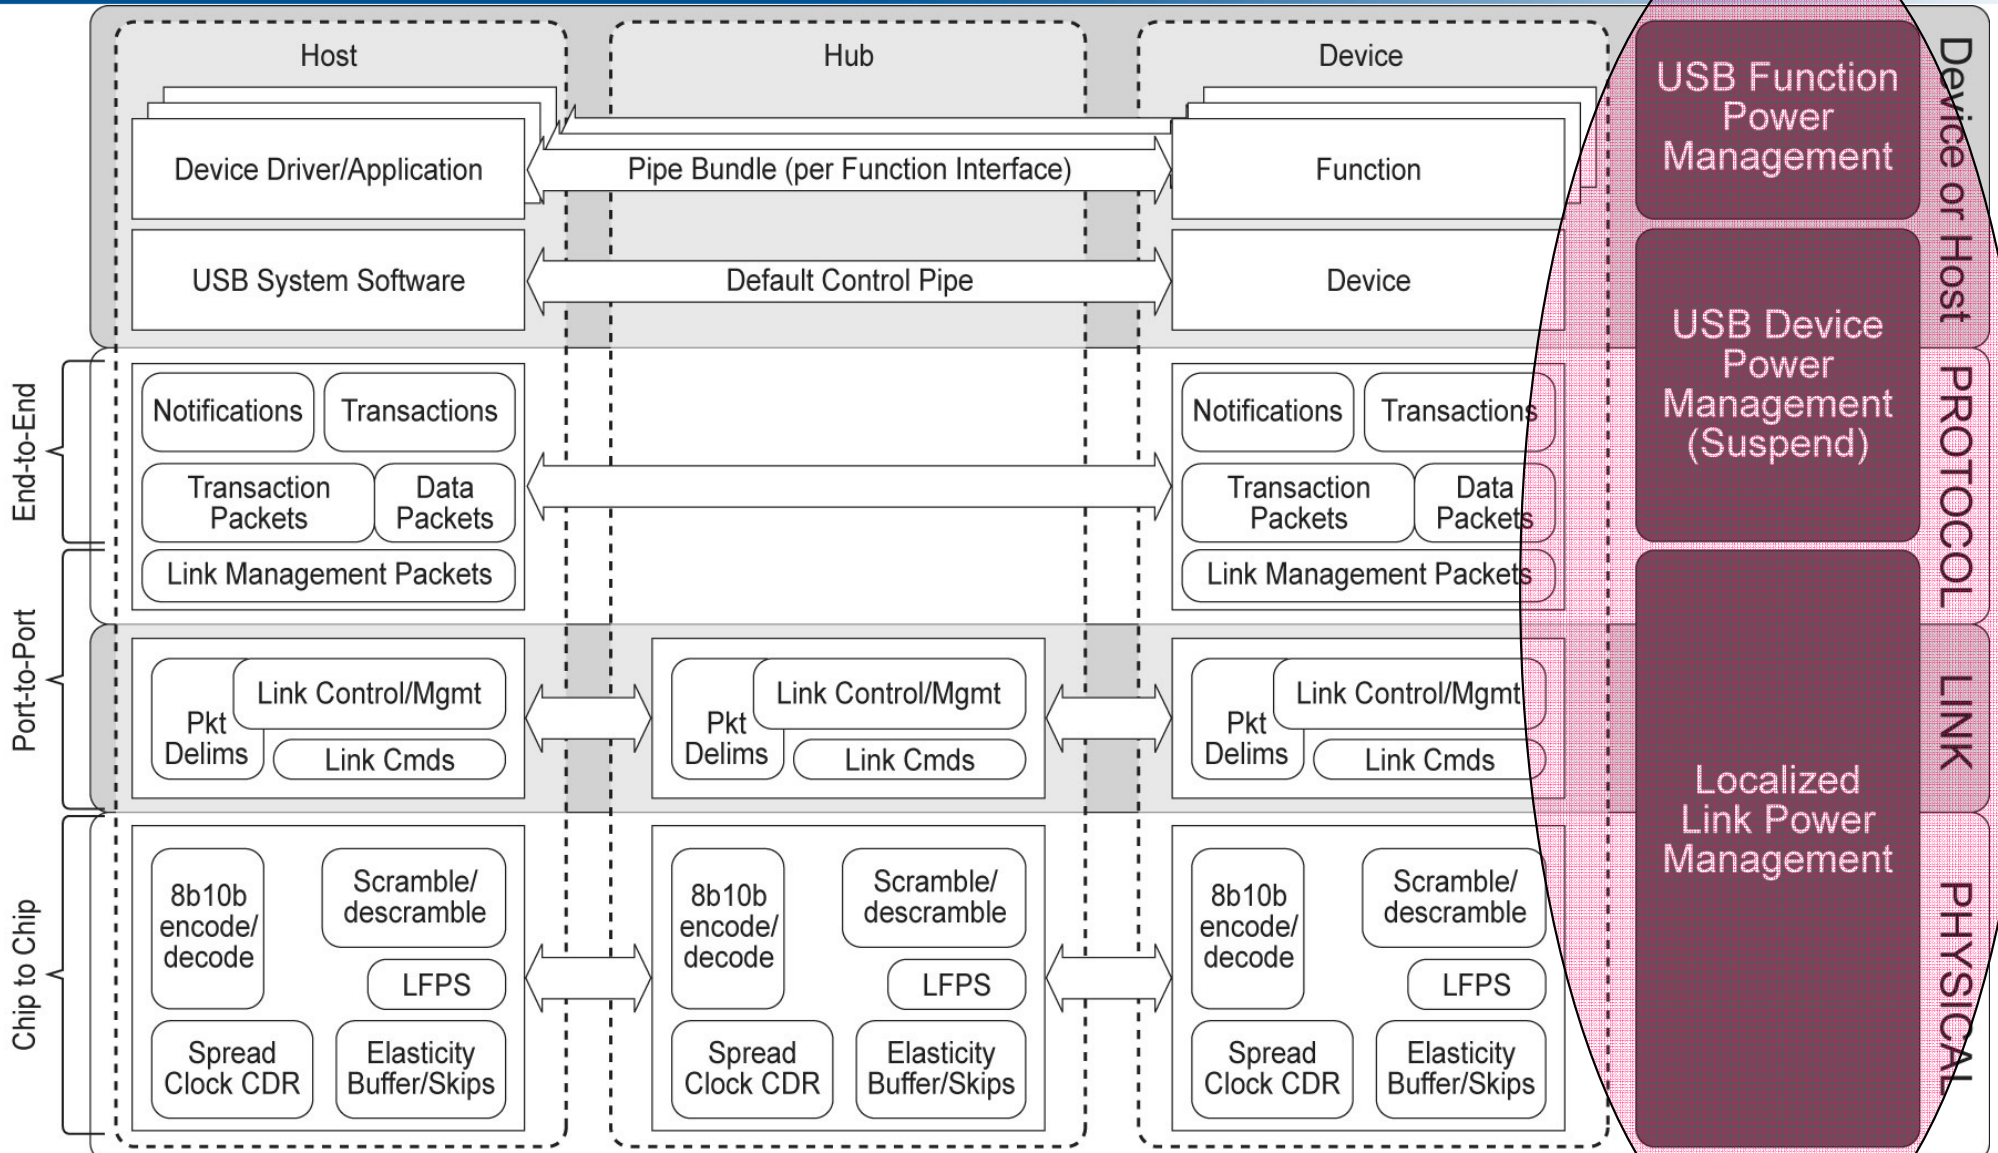 Host
Hub
Device
Device Driver/Application
Pipe Bundle (per Function Interface)
Function
USB System Software
Default Control Pipe
Device
End-to-End
Notifications
Transactions
Transaction
Packets
Data
Packets
Link Management Packets
Notifications
Transactions
Transaction
Packets
Data
Packets
Link Management Packets
Port-to-Port
Pkt
Delims
Link Control/Mgmt
Link Cmds
Pkt
Delims
Link Control/Mgmt
Link Cmds
Pkt
Delims
Link Control/Mgmt
Link Cmds
Chip to Chip
8b10b
encode/
decode
Scramble/
descramble
LFPS
Spread
Clock CDR
Elasticity
Buffer/Skips
8b10b
encode/
decode
Scramble/
descramble
LFPS
Spread
Clock CDR
Elasticity
Buffer/Skips
8b10b
encode/
decode
Scramble/
descramble
LFPS
Spread
Clock CDR
Elasticity
Buffer/Skips
USB Function
Power
Management
USB Device
Power
Management
(Suspend)
Localized
Link Power
Management
Device or Host
PROTOCOL
LINK
PHYSICAL